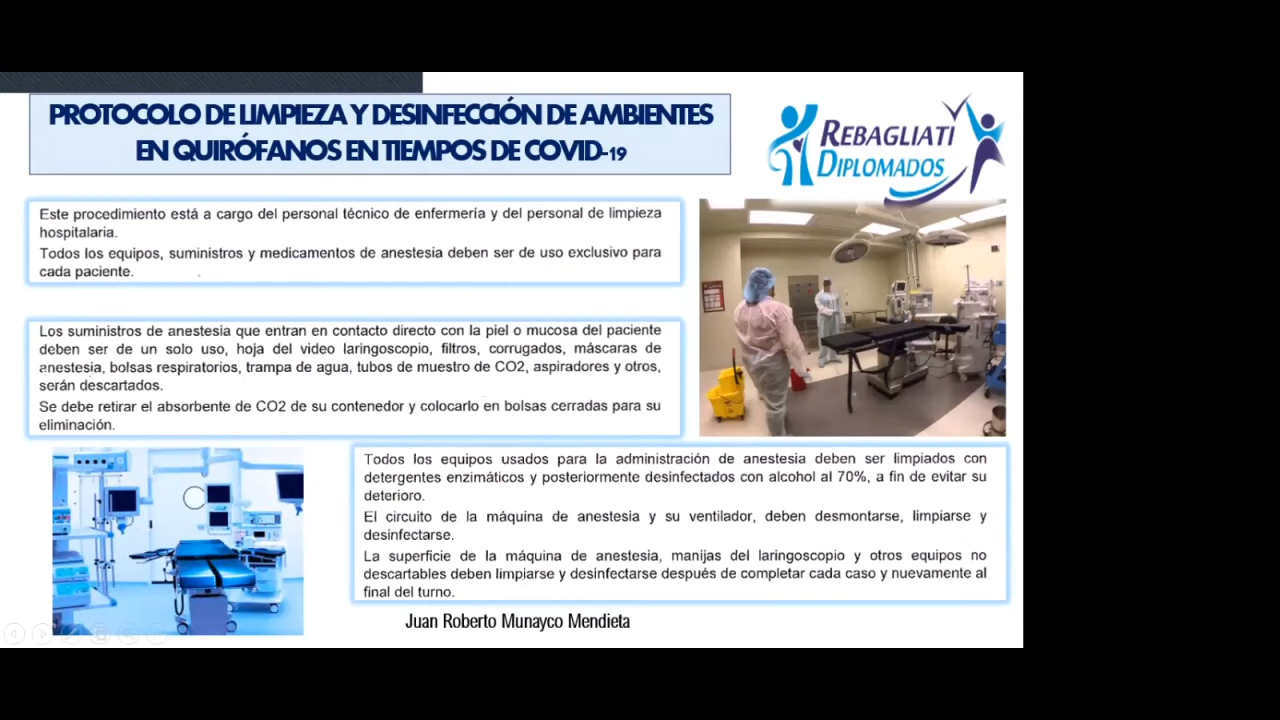 PROTOCOLO DE LIMPIEZA Y DESINFECCIÓN DE AMBIENTES
EN QUIRÓFANOS EN TIEMPOS DE COVID-19
REBAGLIATI
DIPLOMADOS
Este procedimiento está a cargo del personal técnico de enfermería y del personal de limpieza
hospitalaria.
Todos los equipos, suministros y medicamentos de anestesia deben ser de uso exclusivo para
cada paciente.
Los suministros de anestesia que entran en contacto directo con la piel o mucosa del paciente
deben ser de un solo uso, hoja del video laringoscopio, filtros, corrugados, máscaras de
anestesia, bolsas respiratorios, trampa de agua, tubos de muestro de CO2, aspiradores y otros,
serán descartados.
Se debe retirar el absorbente de CO2 de su contenedor y colocarlo en bolsas cerradas para su
eliminación.
Todos los equipos usados para la administración de anestesia deben ser limpiados con
detergentes enzimáticos y posteriormente desinfectados con alcohol al 70%, a fin de evitar su
deterioro.
El circuito de la máquina de anestesia y su ventilador, deben desmontarse, limpiarse y
desinfectarse.
La superficie de la máquina de anestesia, manijas del laringoscopio y otros equipos no
descartables deben limpiarse y desinfectarse después de completar cada caso y nuevamente al
final del turno.
Juan Roberto Munayco Mendieta